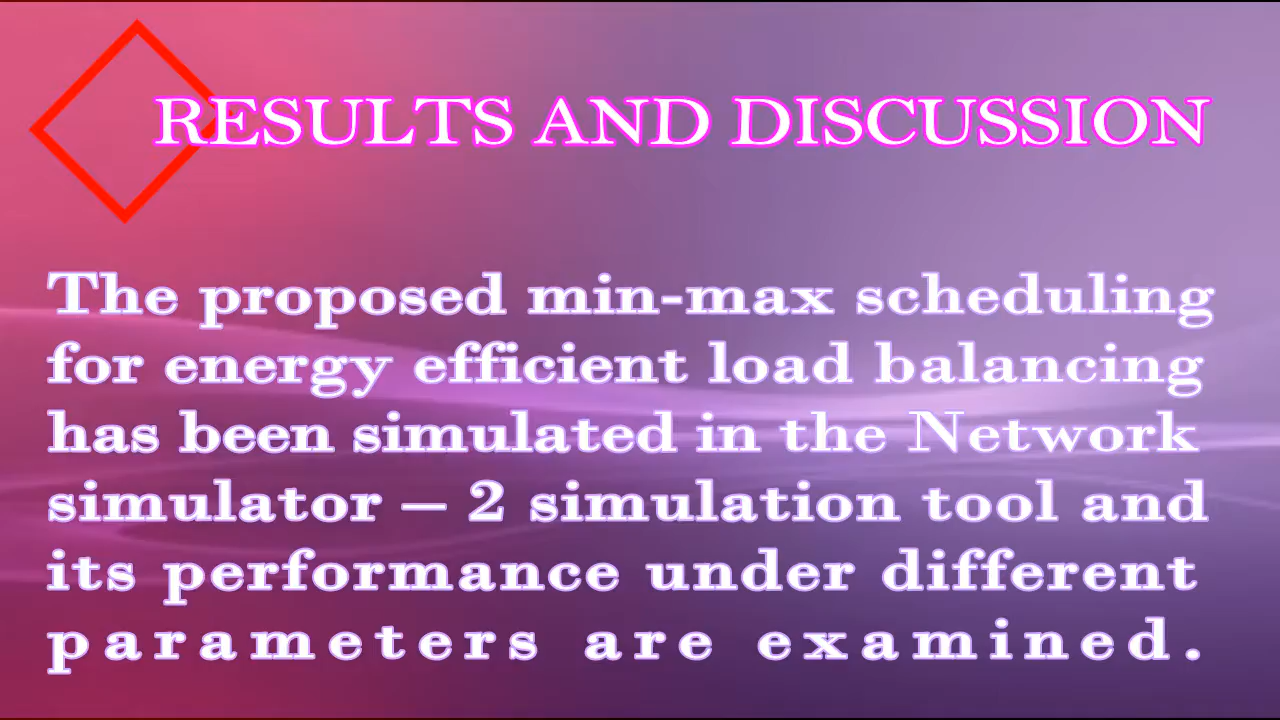 RESULTS AND DISCUSSION
The proposed min-max scheduling
for energy efficient load balancing
has been simulated in the Network
simulator – 2 simulation tool and
its performance under different
parameters are examined.